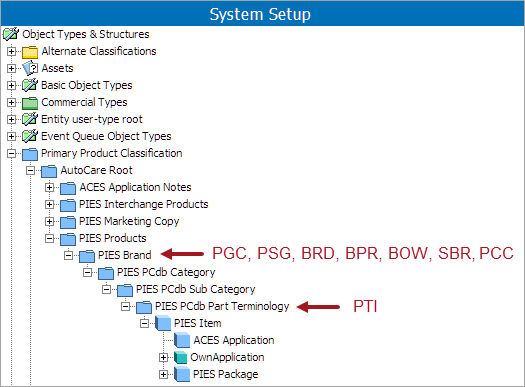 System Setup
Object Types & Structures
Alternate Classifications
Assets
Basic Object Types
Commercial Types
Entity user-type root
Event Queue Object Types
Primary Product Classification
AutoCare Root
ACES Application Notes
PIES Interchange Products
PIES Marketing Copy
PIES Products
PIES Brand PGC, PSG, BRD, BPR, BOW, SBR, PCC
PIES PCdb Category
PIES PCdb Sub Category
PIES PCdb Part Terminology PTI
PIES Item
ACES Application
OwnApplication
PIES Package